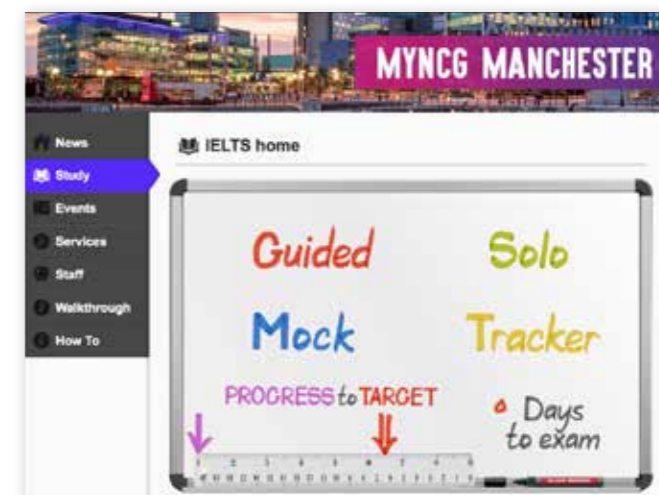 MYNCG MANCHESTER
News
IELTS home
Study
Events
Services
Staff
Walkthrough
How To
Guided Solo
Mock Tracker
PROGRESS to TARGET
Days
to exam